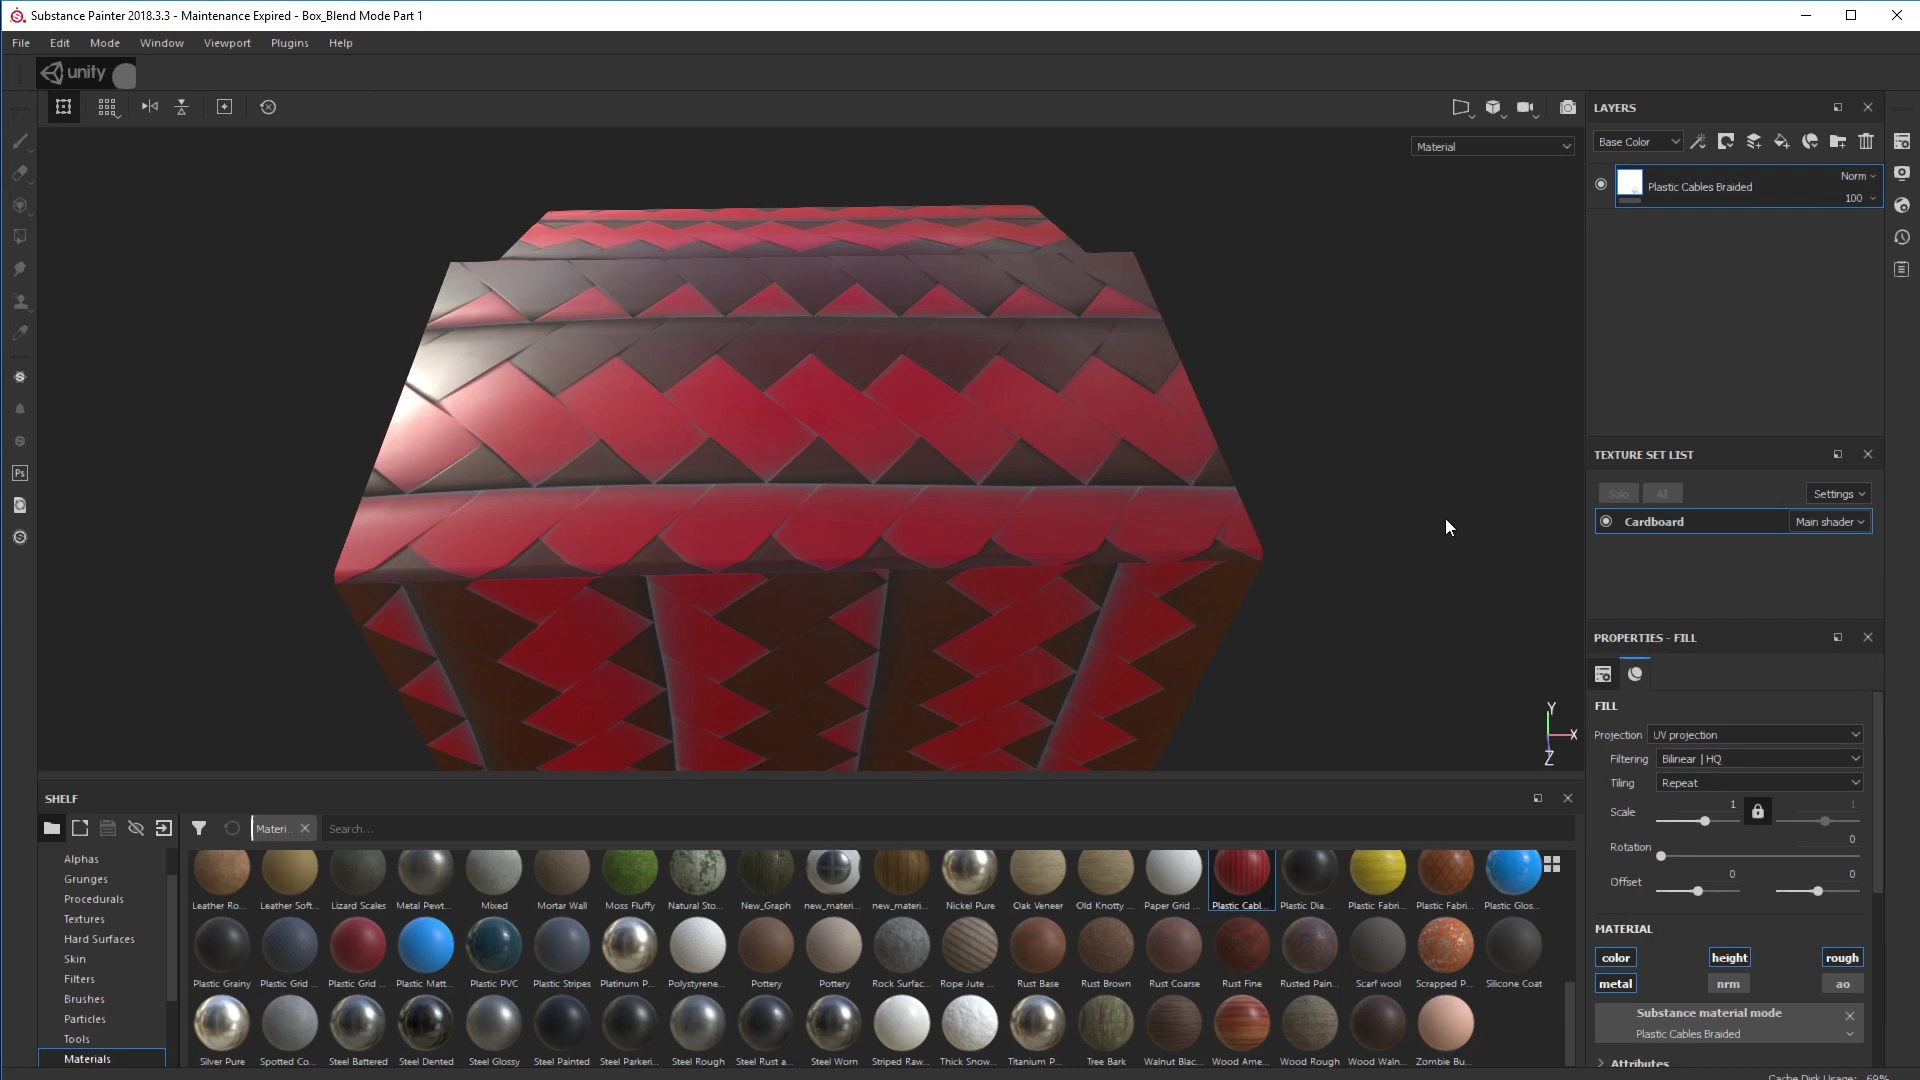 Substance Painter 2018.3.3 - Maintenance Expired - Box_Blend Mode Part 1
File Edit Mode Window Viewport Plugins Help
unity
Material
LAYERS
Base Color
Plastic Cables Braided
Norm
100
TEXTURE SET LIST
Solo All Settings
Cardboard Main shader
PROPERTIES - FILL
FILL
Projection UV projection
Filtering Bilinear | HQ
Tiling Repeat
Scale 1 1
Rotation 0
Offset 0 0
MATERIAL
color height rough
metal nrm ao
Substance material mode
Plastic Cables Braided
Attributes
Cache Disk Usage: 69%
Y
X
Z
Ps
SHELF
Materi.. Search...
Alphas
Grunges
Procedurals
Textures
Hard Surfaces
Skin
Filters
Brushes
Particles
Tools
Materials
Leather Ro... Leather Soft... Lizard Scales Metal Pewt... Mixed Mortar Wall Moss Fluffy Natural Sto... New_Graph new_materi... new_materi... Nickel Pure Oak Veneer Old Knotty ... Paper Grid ... Plastic Cabl... Plastic Dia... Plastic Fabri... Plastic Fabri... Plastic Glos...
Plastic Grainy Plastic Grid ... Plastic Grid ... Plastic Matt... Plastic PVC Plastic Stripes Platinum P... Polystyrene... Pottery Pottery Rock Surfac... Rope Jute ... Rust Base Rust Brown Rust Coarse Rust Fine Rusted Pain... Scarf wool Scrapped P... Silicone Coat
Silver Pure Spotted Co... Steel Battered Steel Dented Steel Glossy Steel Painted Steel Parkeri... Steel Rough Steel Rust a... Steel Worn Striped Raw... Thick Snow... Titanium P... Tree Bark Walnut Blac... Wood Ame... Wood Rough Wood Waln... Zombie Bu...